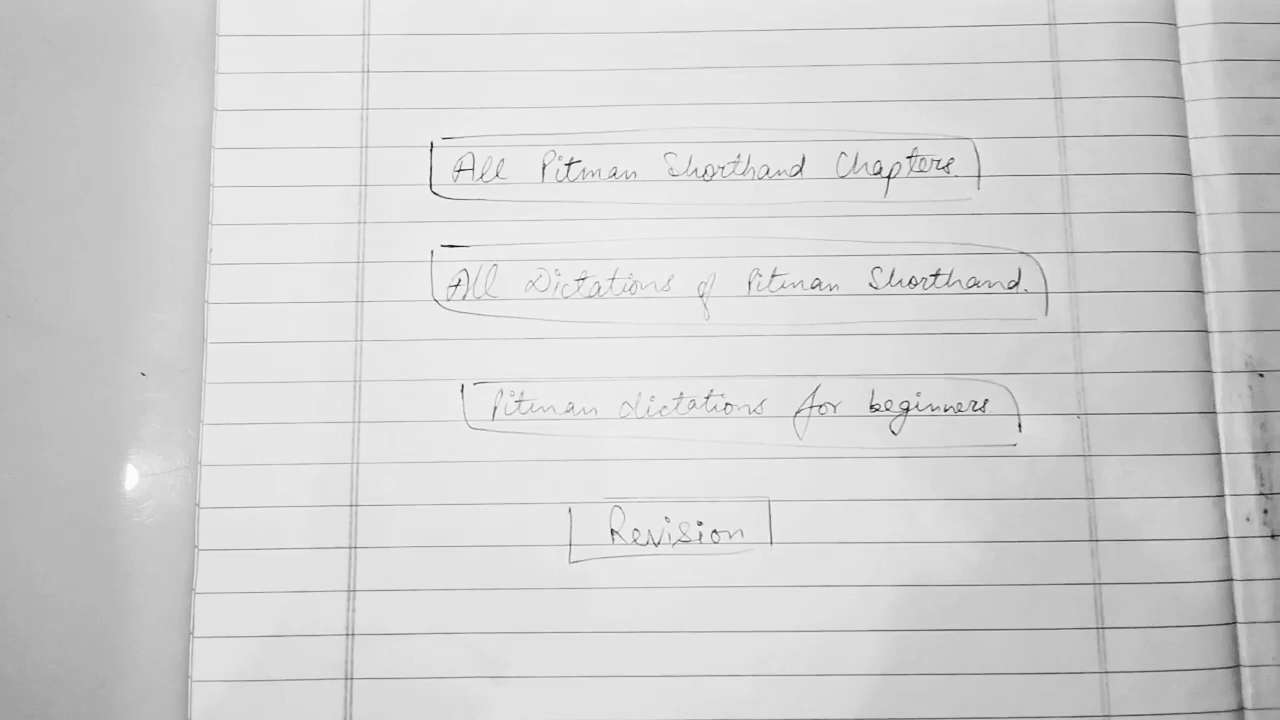 All Pitman Shorthand Chapters.
All Dictations of Pitman Shorthand.
Pitman dictations for beginners
Revision